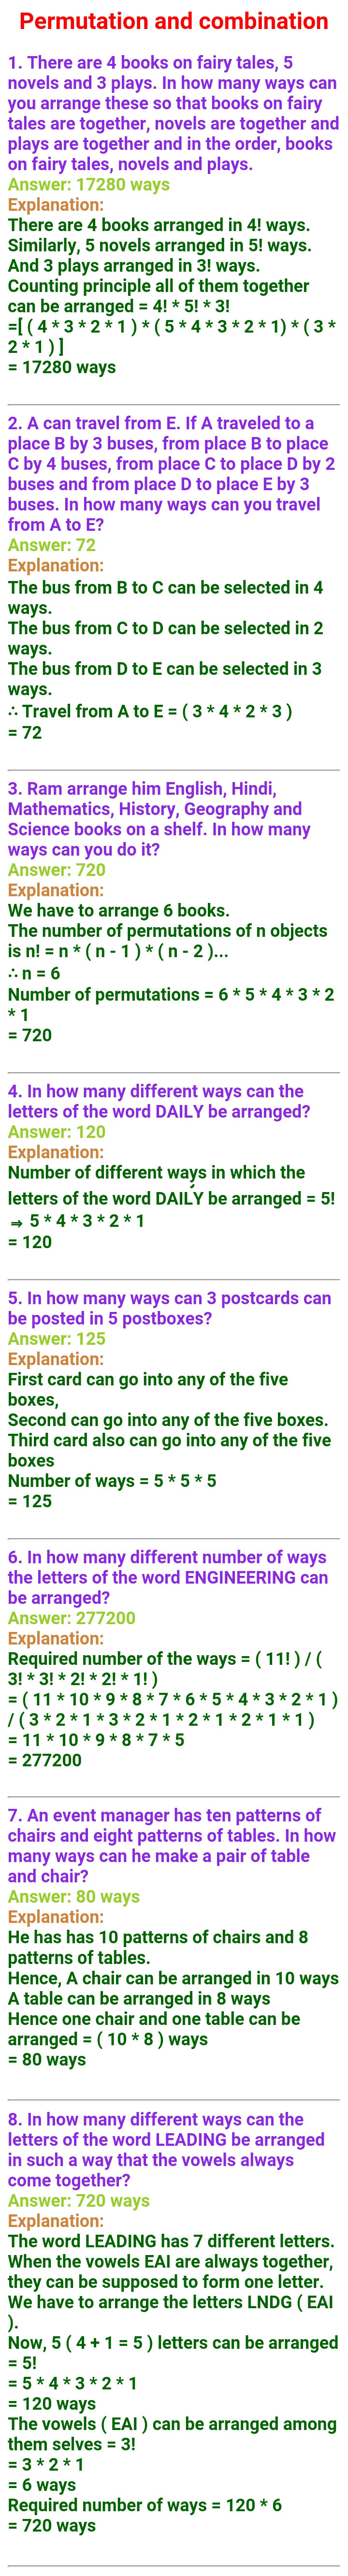 Permutation and combination
1. There are 4 books on fairy tales, 5
novels and 3 plays. In how many ways can
you arrange these so that books on fairy
tales are together, novels are together and
plays are together and in the order, books
on fairy tales, novels and plays.
Answer: 17280 ways
Explanation:
There are 4 books arranged in 4! ways.
Similarly, 5 novels arranged in 5! ways.
And 3 plays arranged in 3! ways.
Counting principle all of them together
can be arranged = 4! * 5! * 3!
=[ ( 4 * 3 * 2 * 1 ) * ( 5 * 4 * 3 * 2 * 1) * ( 3 *
2 * 1 ) ]
= 17280 ways
2. A can travel from E. If A traveled to a
place B by 3 buses, from place B to place
C by 4 buses, from place C to place D by 2
buses and from place D to place E by 3
buses. In how many ways can you travel
from A to E?
Answer: 72
Explanation:
The bus from B to C can be selected in 4
ways.
The bus from C to D can be selected in 2
ways.
The bus from D to E can be selected in 3
ways.
∴ Travel from A to E = ( 3 * 4 * 2 * 3 )
= 72
3. Ram arrange him English, Hindi,
Mathematics, History, Geography and
Science books on a shelf. In how many
ways can you do it?
Answer: 720
Explanation:
We have to arrange 6 books.
The number of permutations of n objects
is n! = n * ( n - 1 ) * ( n - 2 )...
∴ n = 6
Number of permutations = 6 * 5 * 4 * 3 * 2
* 1
= 720
4. In how many different ways can the
letters of the word DAILY be arranged?
Answer: 120
Explanation:
Number of different ways in which the
letters of the word DAILY be arranged = 5!
⇒ 5 * 4 * 3 * 2 * 1
= 120
5. In how many ways can 3 postcards can
be posted in 5 postboxes?
Answer: 125
Explanation:
First card can go into any of the five
boxes,
Second can go into any of the five boxes.
Third card also can go into any of the five
boxes
Number of ways = 5 * 5 * 5
= 125
6. In how many different number of ways
the letters of the word ENGINEERING can
be arranged?
Answer: 277200
Explanation:
Required number of the ways = ( 11! ) / (
3! * 3! * 2! * 2! * 1! )
= ( 11 * 10 * 9 * 8 * 7 * 6 * 5 * 4 * 3 * 2 * 1 )
/ ( 3 * 2 * 1 * 3 * 2 * 1 * 2 * 1 * 2 * 1 * 1 )
= 11 * 10 * 9 * 8 * 7 * 5
= 277200
7. An event manager has ten patterns of
chairs and eight patterns of tables. In how
many ways can he make a pair of table
and chair?
Answer: 80 ways
Explanation:
He has has 10 patterns of chairs and 8
patterns of tables.
Hence, A chair can be arranged in 10 ways
A table can be arranged in 8 ways
Hence one chair and one table can be
arranged = ( 10 * 8 ) ways
= 80 ways
8. In how many different ways can the
letters of the word LEADING be arranged
in such a way that the vowels always
come together?
Answer: 720 ways
Explanation:
The word LEADING has 7 different letters.
When the vowels EAI are always together,
they can be supposed to form one letter.
We have to arrange the letters LNDG ( EAI
).
Now, 5 ( 4 + 1 = 5 ) letters can be arranged
= 5!
= 5 * 4 * 3 * 2 * 1
= 120 ways
The vowels ( EAI ) can be arranged among
them selves = 3!
= 3 * 2 * 1
= 6 ways
Required number of ways = 120 * 6
= 720 ways